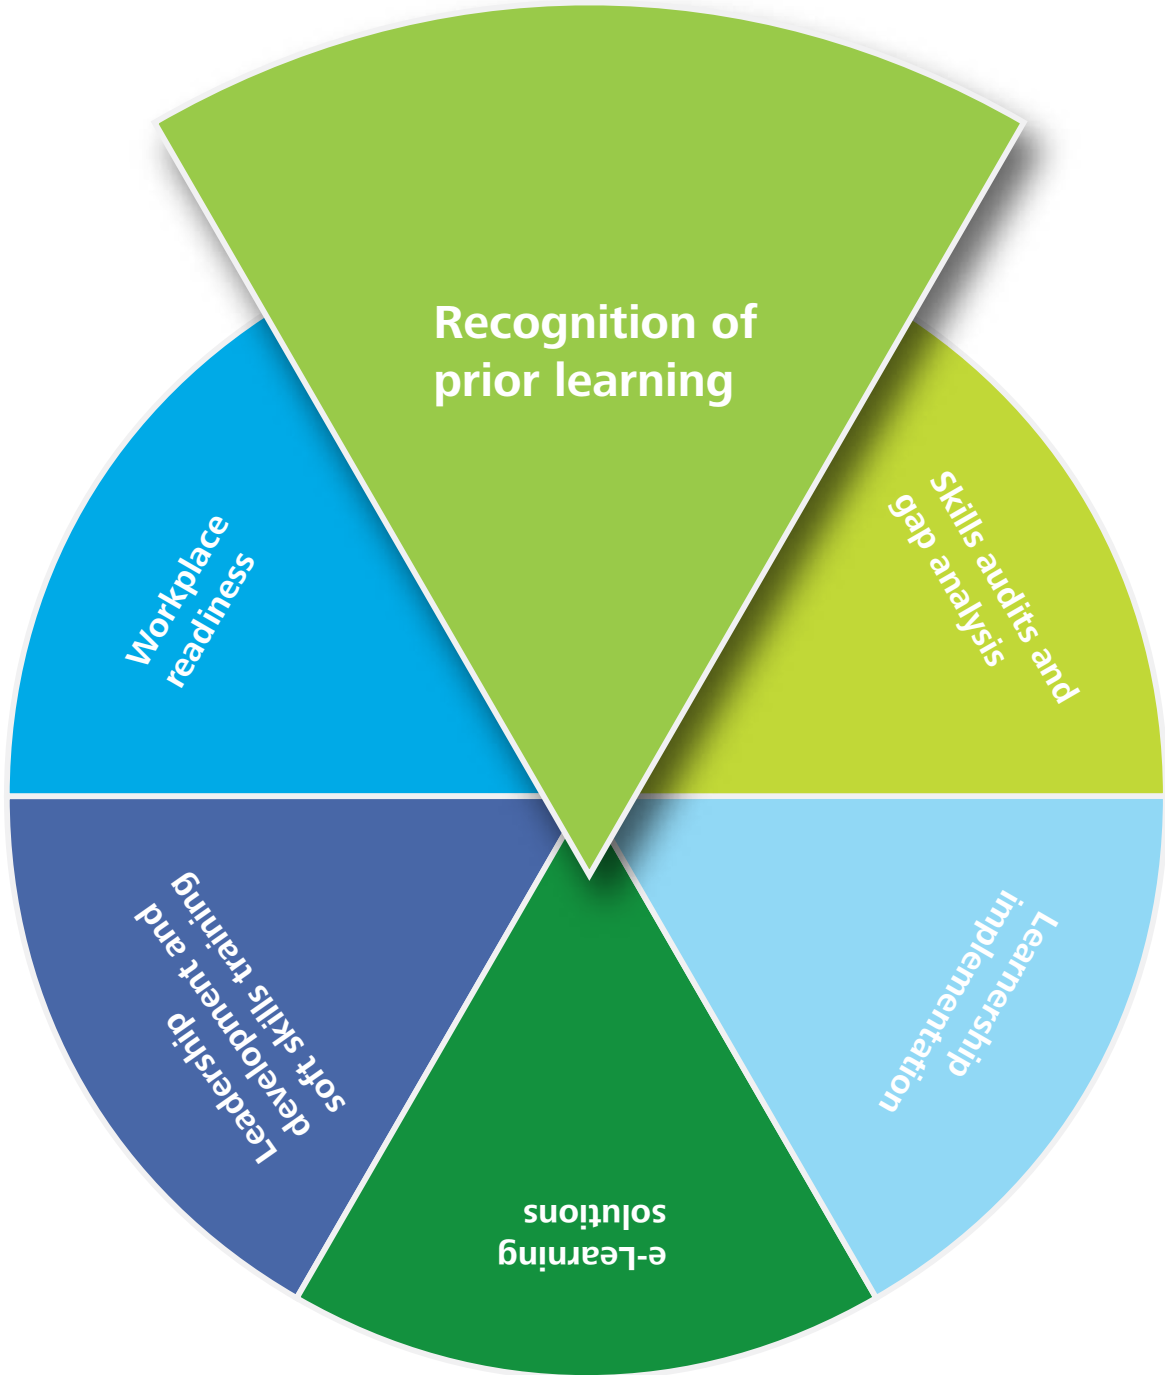 Recognition of
prior learning
Skills audits and
gap analysis
Learnership
implementation
e-Learning
solutions
Leadership
development and
soft skills training
Workplace
readiness